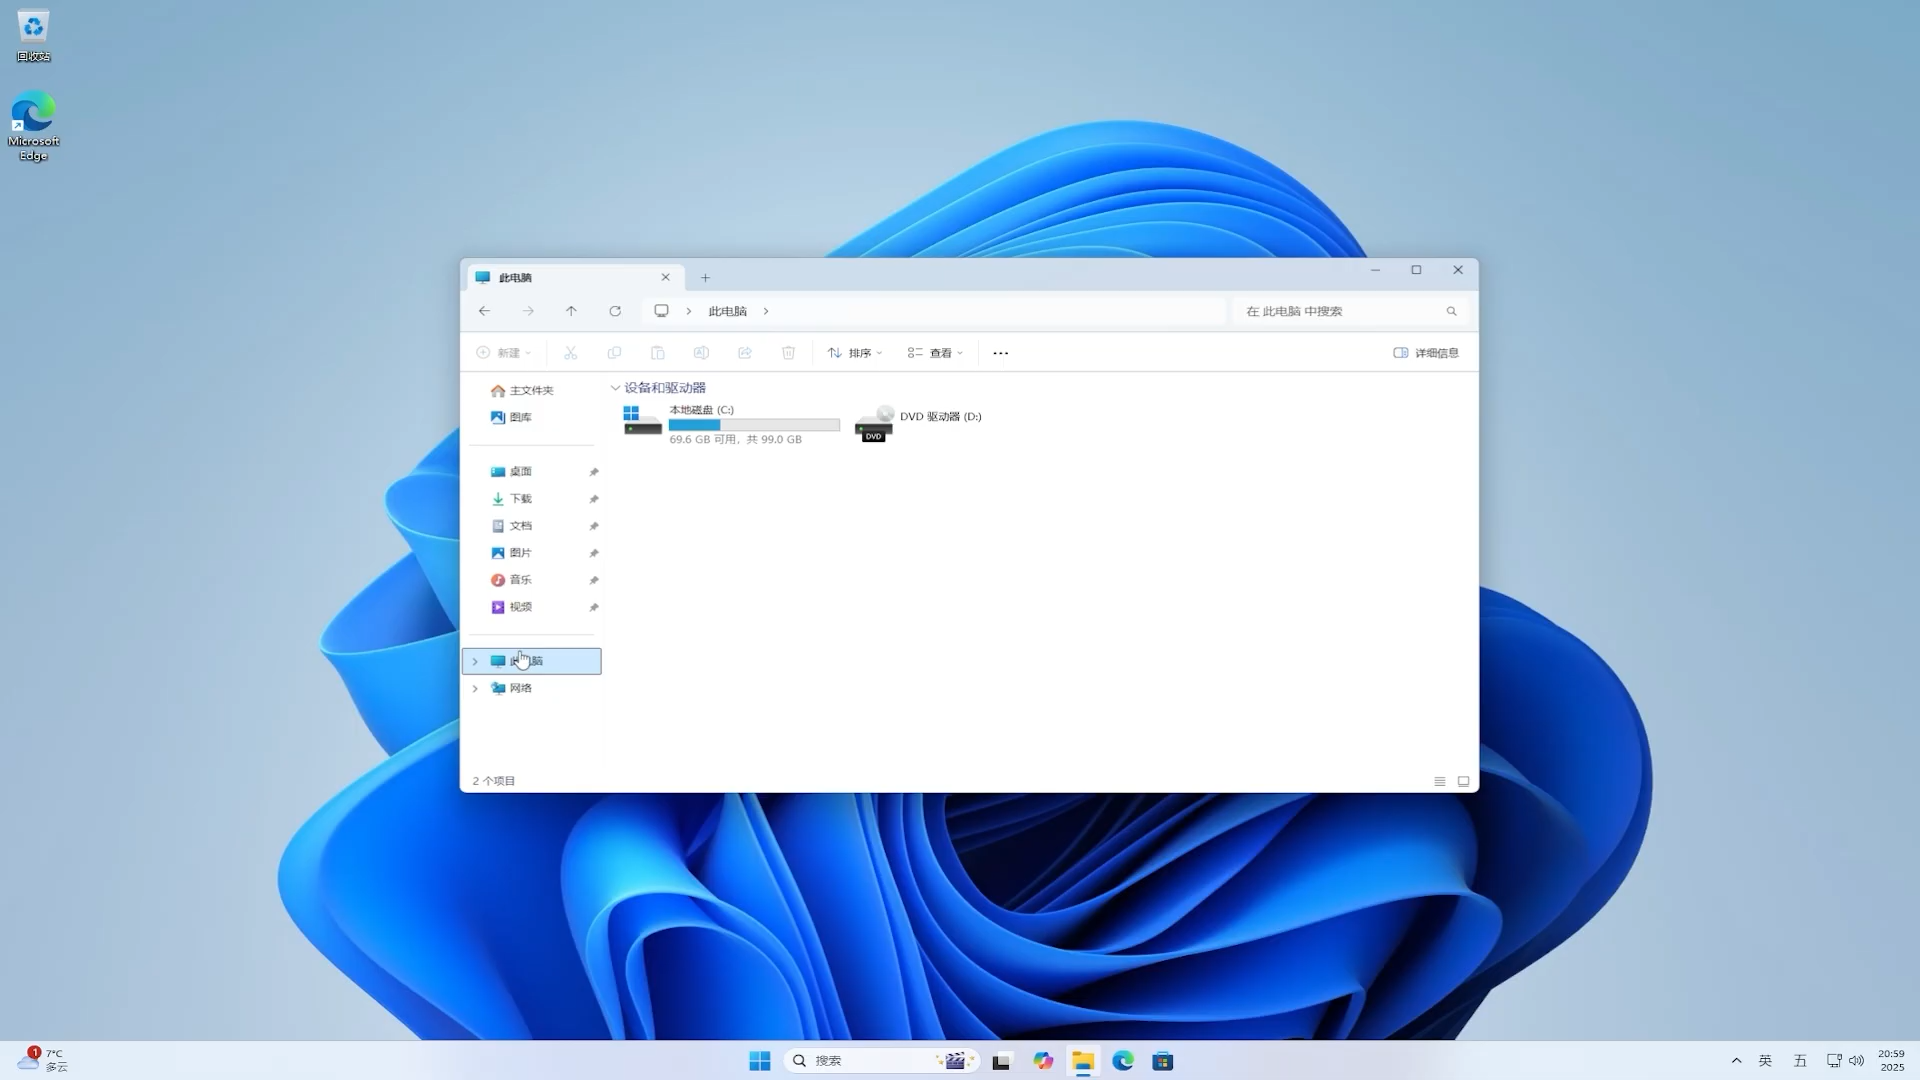 回收站
Microsoft
Edge
此电脑
此电脑
在 此电脑 中搜索
新建
排序
查看
详细信息
主文件夹
图库
桌面
下载
文档
图片
音乐
视频
此电脑
网络
设备和驱动器
本地磁盘 (C:)
69.6 GB 可用，共 99.0 GB
DVD 驱动器 (D:)
DVD
2 个项目
1
7°C
多云
搜索
英
五
20:59
2025